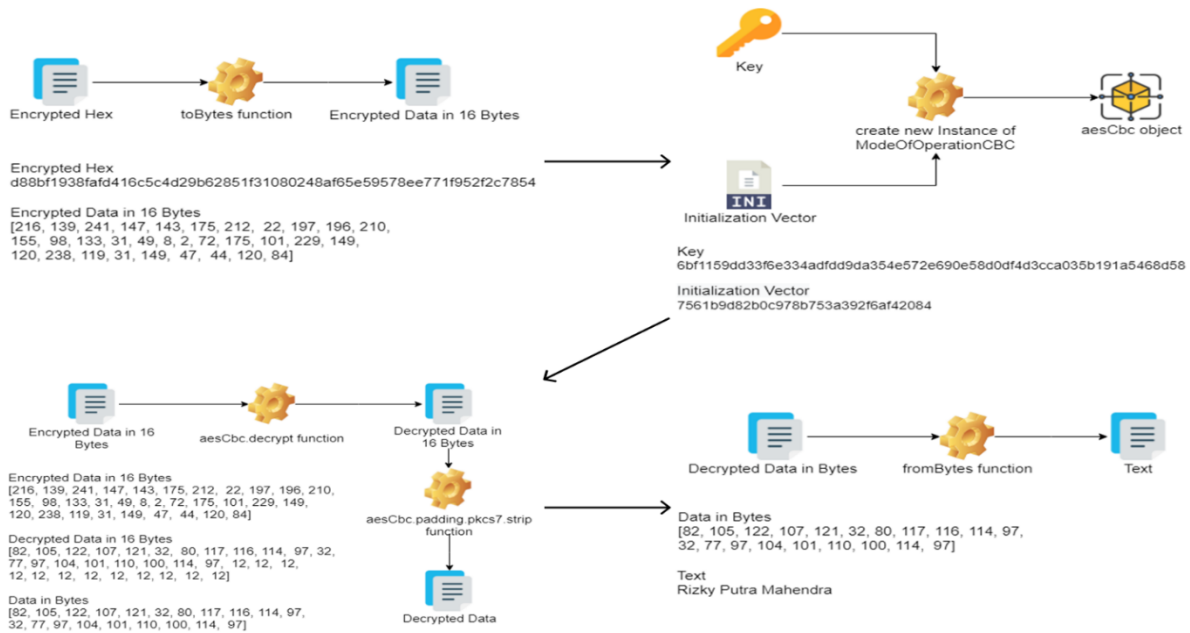 Encrypted Hex
toBytes function
Encrypted Data in 16 Bytes
Encrypted Hex
d88bf1938fafd416c5c4d29b62851f31080248af65e59578ee771f952f2c7854
Encrypted Data in 16 Bytes
[216, 139, 241, 147, 143, 175, 212, 22, 197, 196, 210,
155, 98, 133, 31, 49, 8, 2, 72, 175, 101, 229, 149,
120, 238, 119, 31, 149, 47, 44, 120, 84]
Key
create new Instance of
ModeOfOperationCBC
aesCbc object
INI
Initialization Vector
Key
6bf1159dd33f6e334adfdd9da354e572e690e58d0df4d3cca035b191a5468d58
Initialization Vector
7561b9d82b0c978b753a392f6af42084
Encrypted Data in 16
Bytes
aesCbc.decrypt function
Decrypted Data in
16 Bytes
aesCbc.padding.pkcs7.strip
function
Decrypted Data
Encrypted Data in 16 Bytes
[216, 139, 241, 147, 143, 175, 212, 22, 197, 196, 210,
155, 98, 133, 31, 49, 8, 2, 72, 175, 101, 229, 149,
120, 238, 119, 31, 149, 47, 44, 120, 84]
Decrypted Data in 16 Bytes
[82, 105, 122, 107, 121, 32, 80, 117, 116, 114, 97, 32,
77, 97, 104, 101, 110, 100, 114, 97, 12, 12, 12,
12, 12, 12, 12, 12, 12, 12, 12, 12]
Data in Bytes
[82, 105, 122, 107, 121, 32, 80, 117, 116, 114, 97,
32, 77, 97, 104, 101, 110, 100, 114, 97]
Decrypted Data in Bytes
fromBytes function
Text
Data in Bytes
[82, 105, 122, 107, 121, 32, 80, 117, 116, 114, 97,
32, 77, 97, 104, 101, 110, 100, 114, 97]
Text
Rizky Putra Mahendra